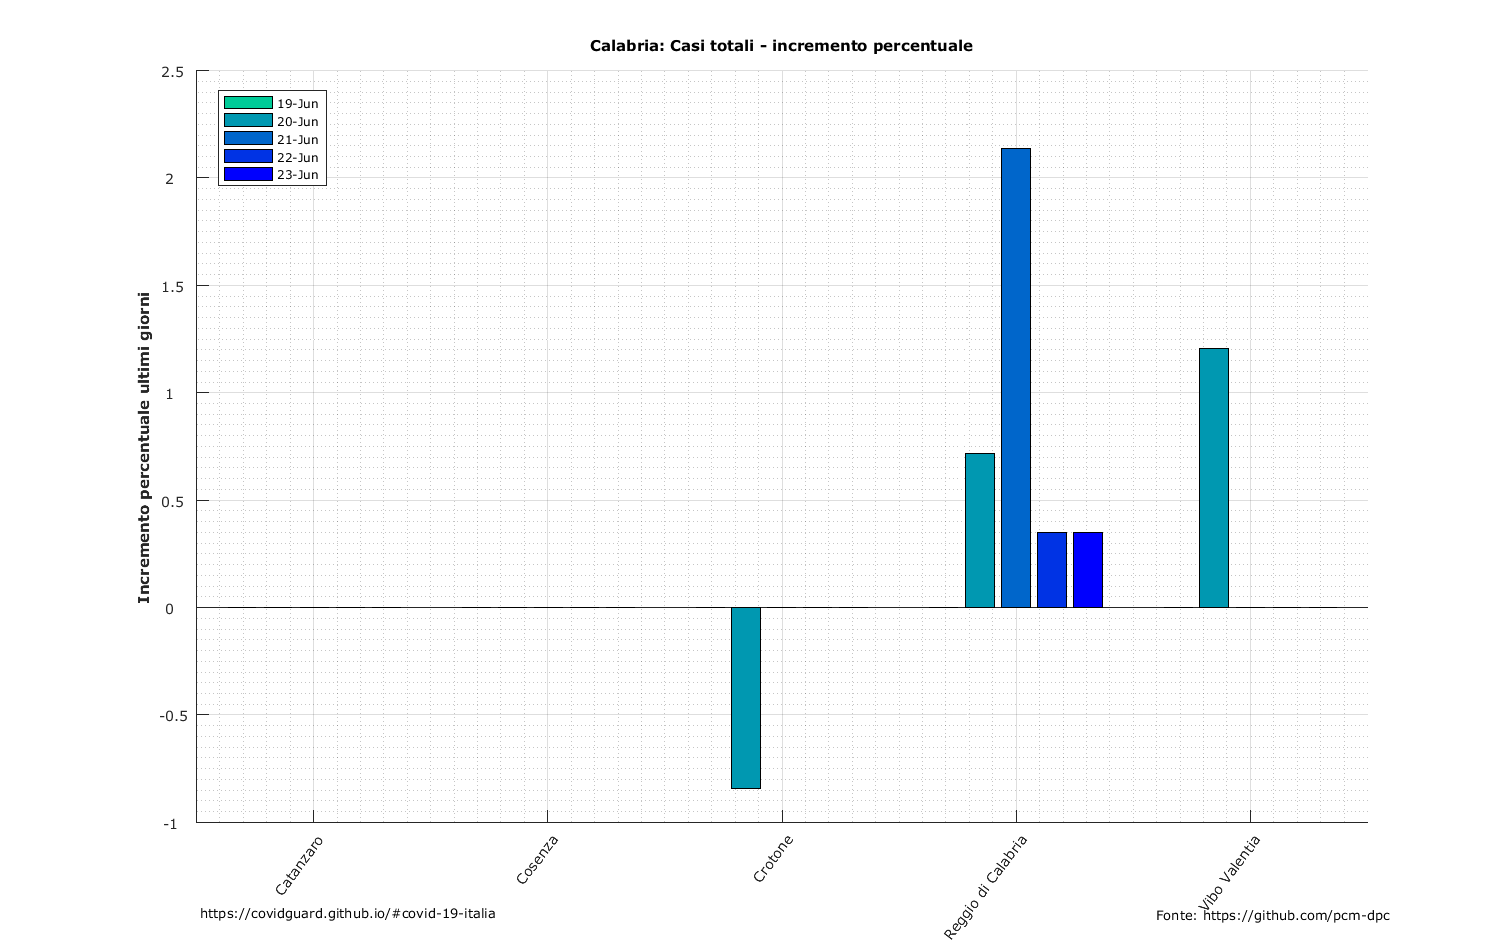 Calabria: Casi totali - incremento percentuale
2.5
2
1.5
1
0.5
0
-0.5
-1
Incremento percentuale ultimi giorni
19-Jun
20-Jun
21-Jun
22-Jun
23-Jun
Catanzaro
Cosenza
Crotone
Reggio di Calabria
Vibo Valentia
https://covidguard.github.io/#covid-19-italia
Fonte: https://github.com/pcm-dpc